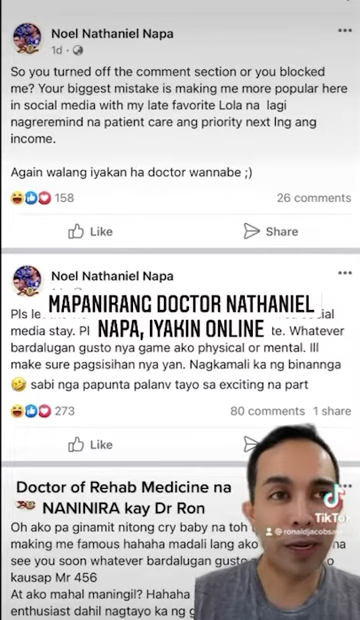 Noel Nathaniel Napa
1d
So you turned off the comment section or you blocked
me? Your biggest mistake is making me more popular here
in social media with my late favorite Lola na lagi
nagreremind na patient care ang priority next Ing ang
income.
Again walang iyakan ha doctor wannabe ;)
158
26 comments
Like
Share
Noel Nathaniel Napa
MAPANIRANG DOCTOR NATHANIEL
NAPA, IYAKIN ONLINE
Pls
media stay.
te. Whatever
bardalugan gusto nya game ako physical or mental. Ill
make sure pagsisihan nya yan. Nagkamali ka ng binannga
🤣 sabi nga papunta palanv tayo sa exciting na part
273
80 comments 1 share
Like
Doctor of Rehab Medicine na
NANINIRA kay Dr Ron
Oh ako pa ginamit nitong cry baby na toh
na
making me famous hahaha madali lang ako
see you soon whatever bardalugan gusto
o
kausap Mr 456
At ako mahal maningil? Hahaha
enthusiast dahil nagtayo ka ng
TikTok